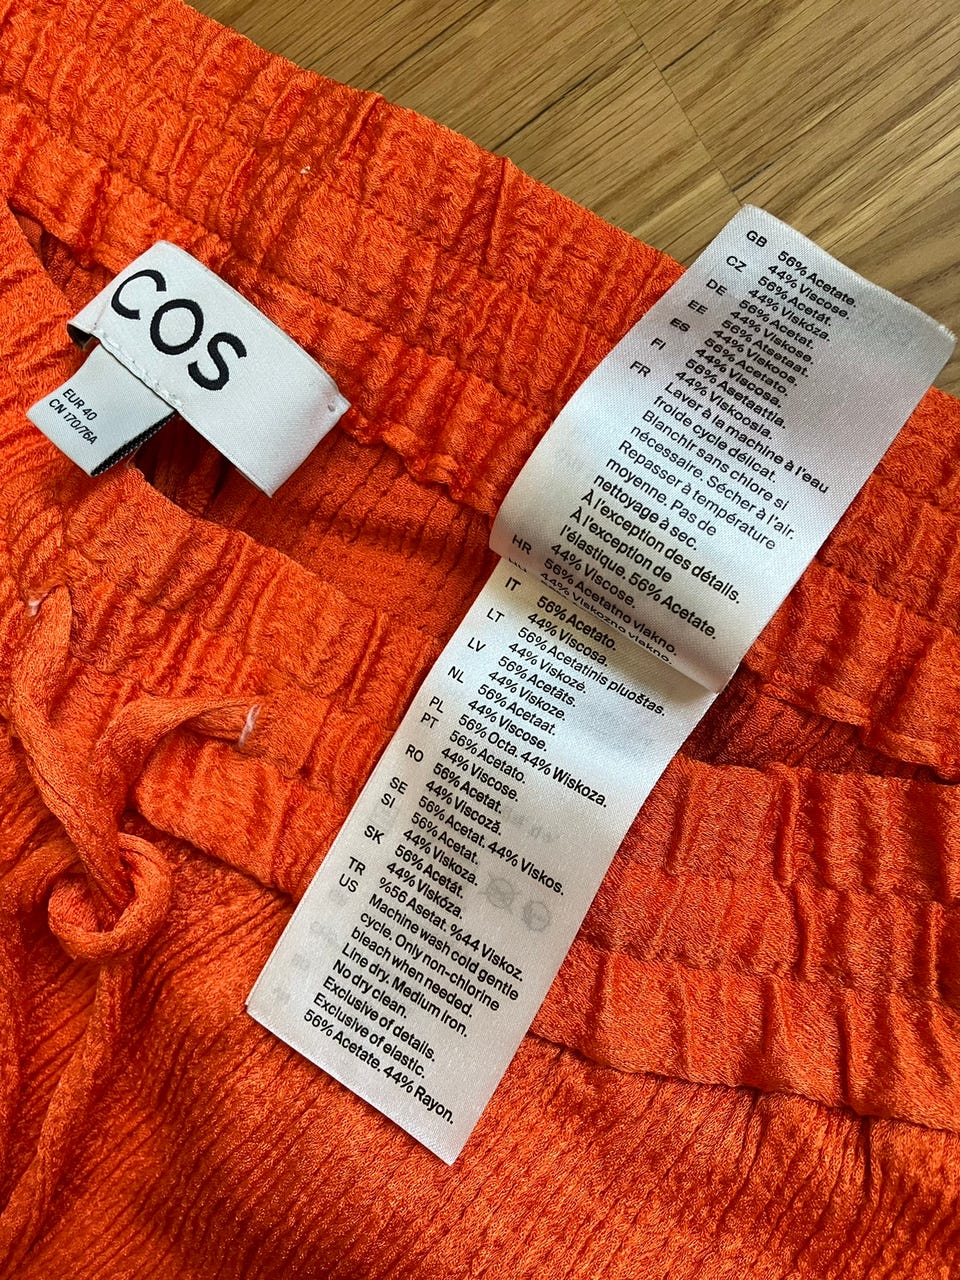 COS
EUR 40
CN 170/76A
GB 56% Acetate.
44% Viscose.
CZ 56% Acetát.
44% Viskóza.
DE 56% Acetat.
44% Viskose.
EE 56% Atsetaat.
44% Viskoos.
ES 56% Acetato.
44% Viscosa.
FI 56% Asetaattia.
44% Viskoosia.
FR Laver à la machine à l'eau
froide cycle délicat.
Blanchir sans chlore si
nécessaire. Sécher à l'air.
Repasser à température
moyenne. Pas de
nettoyage à sec.
À l'exception des détails.
À l'exception de
l'élastique. 56% Acetate.
44% Viscose.
HR 56% Acetatno vlakno.
44% Viskozno vlakno.
IT 56% Acetato.
44% Viscosa.
LT 56% Acetatinis pluoštas.
44% Viskozė.
LV 56% Acetāts.
44% Viskoze.
NL 56% Acetaat.
44% Viscose.
PL 56% Octa. 44% Wiskoza.
PT 56% Acetato.
44% Viscose.
RO 56% Acetat.
44% Viscoză.
SE 56% Acetat. 44% Viskos.
SI 56% Acetat.
44% Viskoza.
SK 56% Acetát.
44% Viskóza.
TR %56 Asetat. %44 Viskoz.
US Machine wash cold gentle
cycle. Only non-chlorine
bleach when needed.
Line dry. Medium iron.
No dry clean.
Exclusive of details.
Exclusive of elastic.
56% Acetate. 44% Rayon.